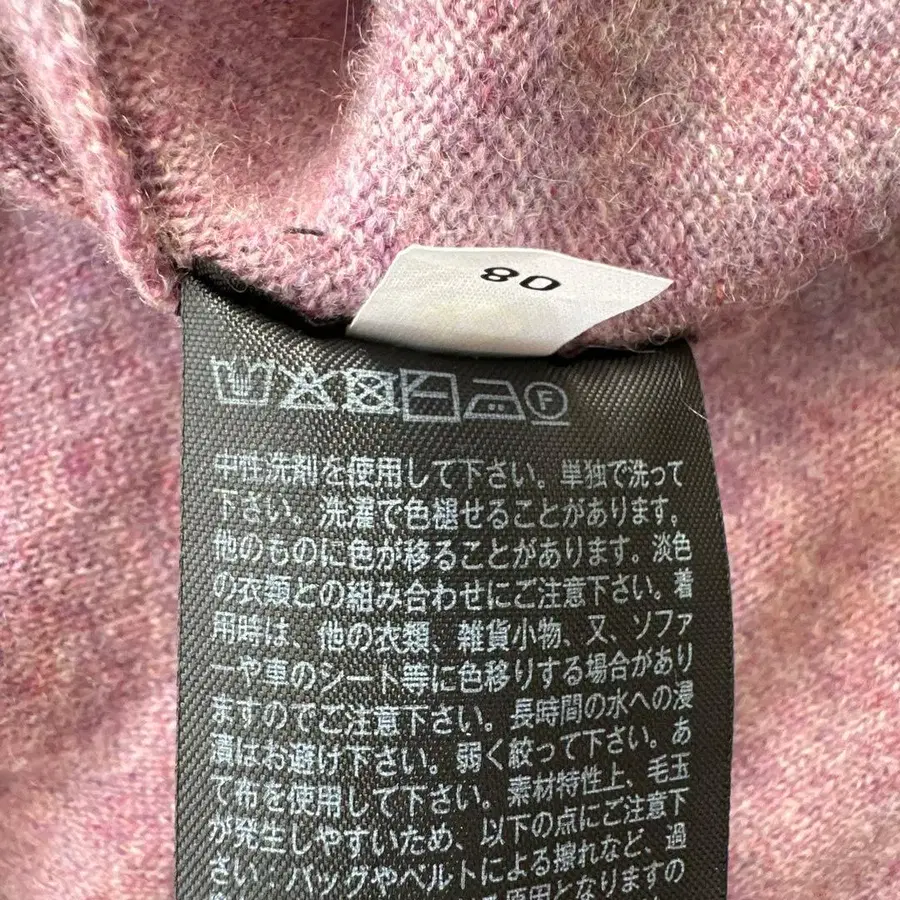 80
F
中性洗剤を使用して下さい。単独で洗って
下さい。洗濯で色褪せることがあります。
他のものに色が移ることがあります。淡色
の衣類との組み合わせにご注意下さい。着
用時は、他の衣類、雑貨小物、又、ソファ
ーや車のシート等に色移りする場合があり
ますのでご注意下さい。長時間の水への浸
漬はお避け下さい。弱く絞って下さい。あ
て布を使用して下さい。素材特性上、毛玉
が発生しやすいため、以下の点にご注意下
さい：バッグやベルトによる擦れなど、過
原因となりますの